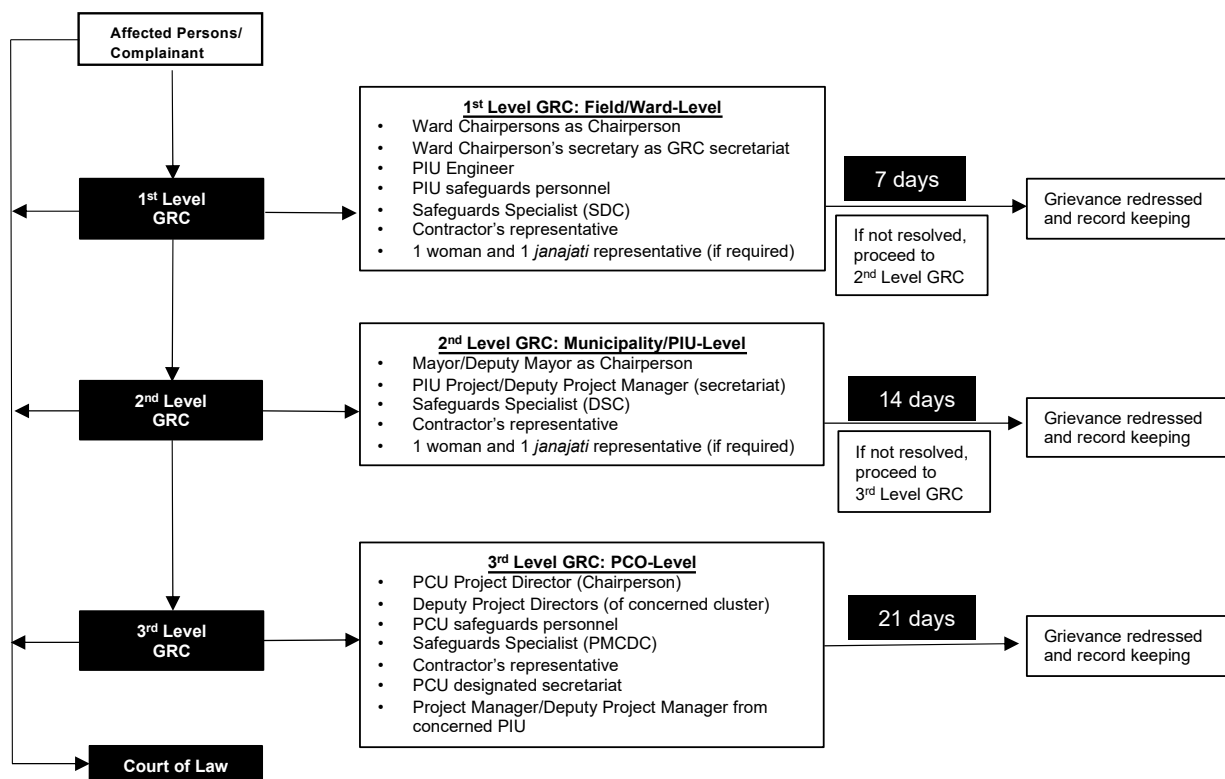 Affected Persons/
Complainant
1st Level GRC: Field/Ward-Level
• Ward Chairpersons as Chairperson
• Ward Chairperson's secretary as GRC secretariat
• PIU Engineer
• PIU safeguards personnel
• Safeguards Specialist (SDC)
• Contractor's representative
• 1 woman and 1 janajati representative (if required)
1st Level
GRC
7 days
If not resolved,
proceed to
2nd Level GRC
Grievance redressed
and record keeping
2nd Level GRC: Municipality/PIU-Level
• Mayor/Deputy Mayor as Chairperson
• PIU Project/Deputy Project Manager (secretariat)
• Safeguards Specialist (DSC)
• Contractor's representative
• 1 woman and 1 janajati representative (if required)
2nd Level
GRC
14 days
If not resolved,
proceed to
3rd Level GRC
Grievance redressed
and record keeping
3rd Level GRC: PCO-Level
• PCU Project Director (Chairperson)
• Deputy Project Directors (of concerned cluster)
• PCU safeguards personnel
• Safeguards Specialist (PMCDC)
• Contractor's representative
• PCU designated secretariat
• Project Manager/Deputy Project Manager from
concerned PIU
3rd Level
GRC
21 days
Grievance redressed
and record keeping
Court of Law